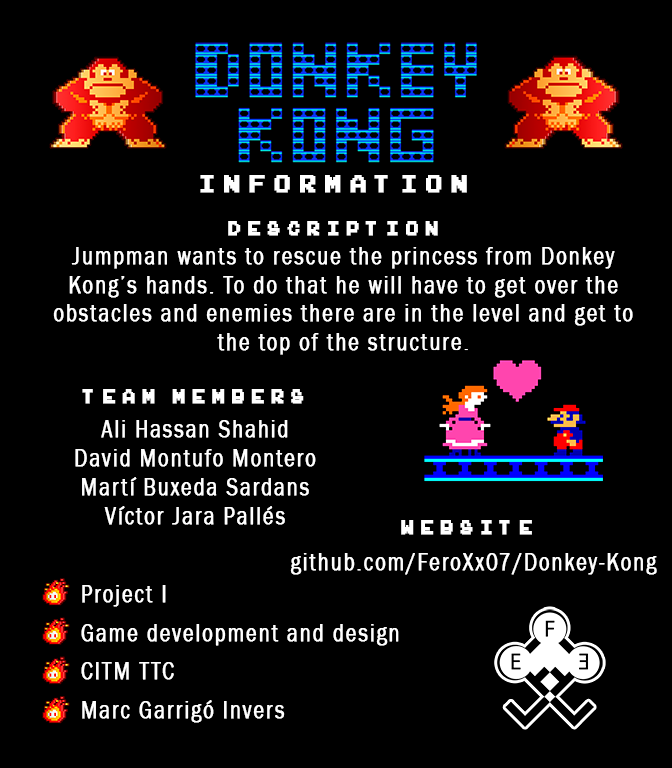 DONKEY
KONG
INFORMATION
DESCRIPTION
Jumpman wants to rescue the princess from Donkey
Kong's hands. To do that he will have to get over the
obstacles and enemies there are in the level and get to
the top of the structure.
TEAM MEMBERS
Ali Hassan Shahid
David Montufo Montero
Martí Buxeda Sardans
Víctor Jara Pallés
WEBSITE
github.com/FeroXx07/Donkey-Kong
Project I
Game development and design
CITM TTC
Marc Garrigó Invers
F
E Ǝ